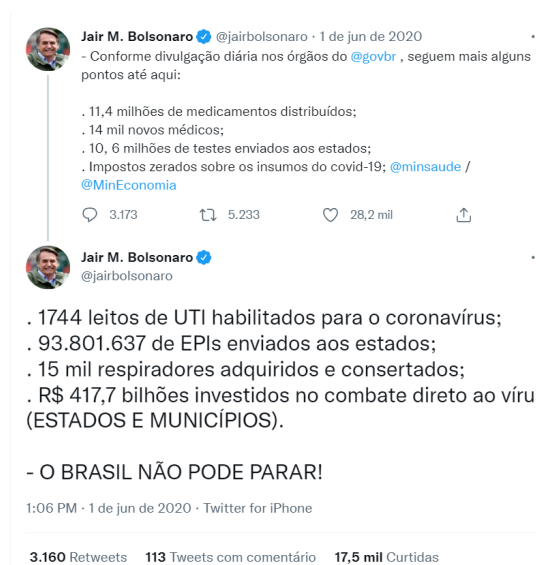 Jair M. Bolsonaro @jairbolsonaro · 1 de jun de 2020
- Conforme divulgação diária nos órgãos do @govbr , seguem mais alguns
pontos até aqui:
. 11,4 milhões de medicamentos distribuídos;
. 14 mil novos médicos;
. 10, 6 milhões de testes enviados aos estados;
. Impostos zerados sobre os insumos do covid-19; @minsaude /
@MinEconomia
3.173 5.233 28,2 mil
Jair M. Bolsonaro
@jairbolsonaro
. 1744 leitos de UTI habilitados para o coronavírus;
. 93.801.637 de EPIs enviados aos estados;
. 15 mil respiradores adquiridos e consertados;
. R$ 417,7 bilhões investidos no combate direto ao víru
(ESTADOS E MUNICÍPIOS).
- O BRASIL NÃO PODE PARAR!
1:06 PM · 1 de jun de 2020 · Twitter for iPhone
3.160 Retweets 113 Tweets com comentário 17,5 mil Curtidas